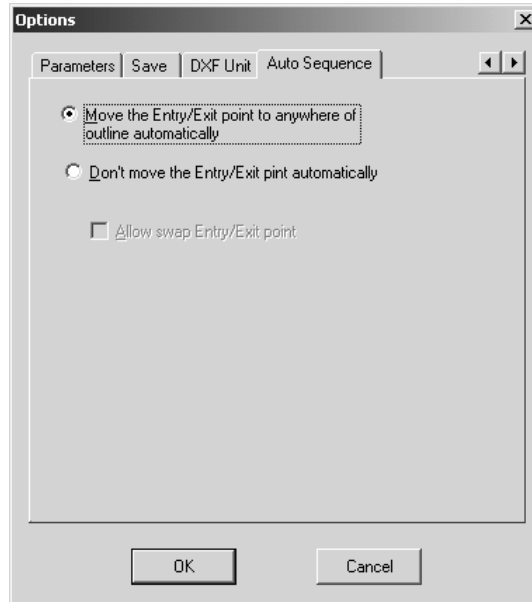 Options
Parameters Save DXF Unit Auto Sequence
Move the Entry/Exit point to anywhere of
outline automatically
Don't move the Entry/Exit pint automatically
Allow swap Entry/Exit point
OK Cancel